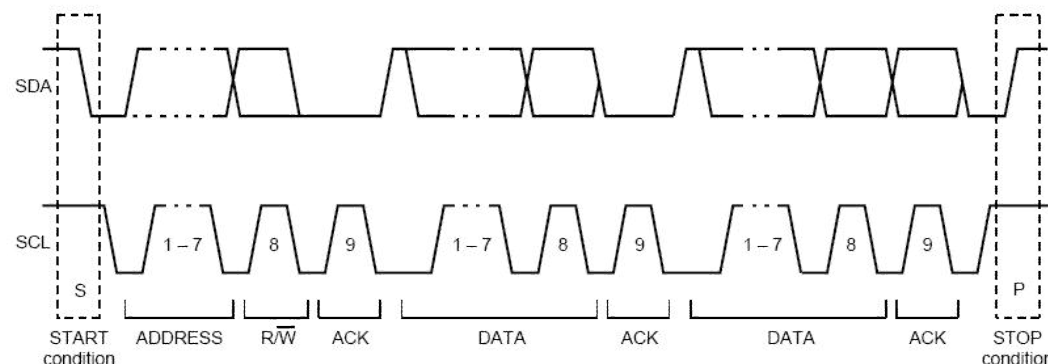 SDA
SCL
1 – 7
8
9
1 – 7
8
9
1 – 7
8
9
S
P
START
condition
ADDRESS
R/W̅
ACK
DATA
ACK
DATA
ACK
STOP
condition